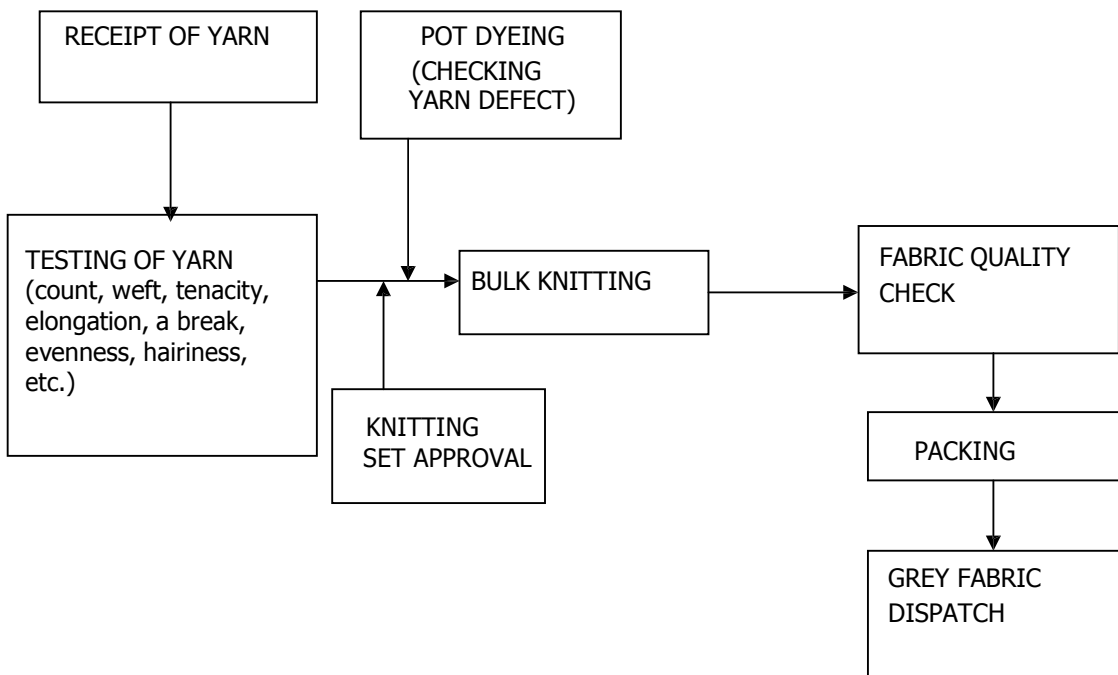 RECEIPT OF YARN
POT DYEING
(CHECKING
YARN DEFECT)
TESTING OF YARN
(count, weft, tenacity,
elongation, a break,
evenness, hairiness,
etc.)
BULK KNITTING
FABRIC QUALITY
CHECK
KNITTING
SET APPROVAL
PACKING
GREY FABRIC
DISPATCH